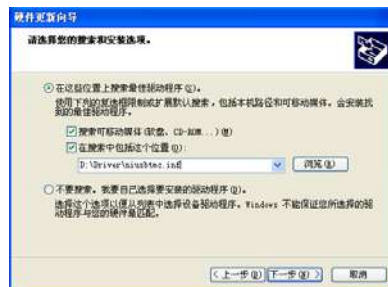 硬件更新向导
请选择您的搜索和安装选项。
在这些位置上搜索最佳驱动程序(S)。
使用下列的复选框限制或扩展默认搜索，包括本机路径和可移动媒体。会安装找
到的最佳驱动程序。
搜索可移动媒体(软盘、CD-ROM...)(M)
在搜索中包括这个位置(O):
D:\Driver\niusbtmc.inf
浏览(R)
不要搜索。我要自己选择要安装的驱动程序(D)。
选择这个选项以便从列表中选择设备驱动程序。Windows 不能保证您所选择的驱
动程序与您的硬件最匹配。
< 上一步(B)
下一步(N) >
取消